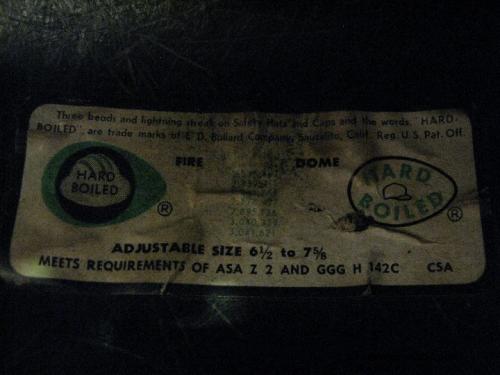 Three beads and lightning streak on Safety Hats and Caps and the words, "HARD-
BOILED", are trade marks of E. D. Bullard Company, Sausalito, Calif. Reg. U.S. Pat. Off.
FIRE DOME
HARD
BOILED
®
HARD
BOILED
®
ADJUSTABLE SIZE 6½ to 7⅝
MEETS REQUIREMENTS OF ASA Z 2 AND GGG H 142C CSA